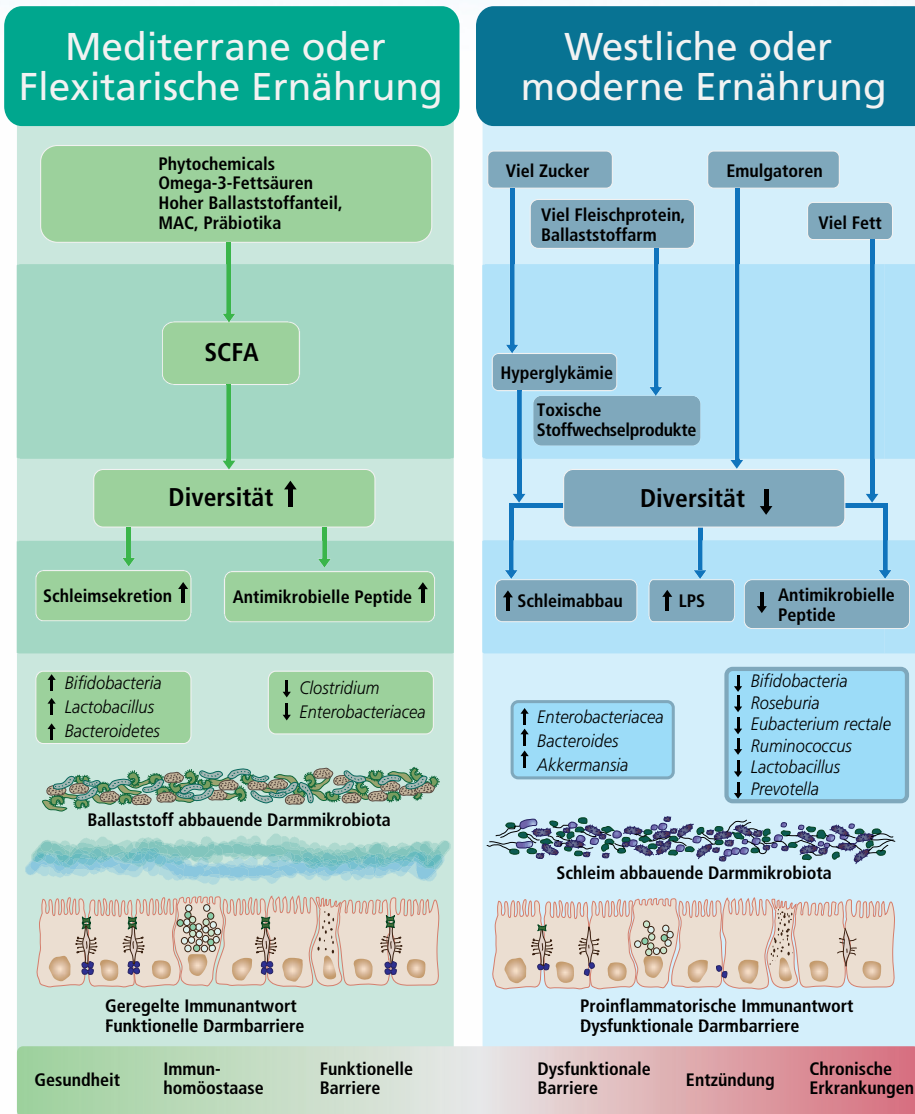 Mediterrane oder
Flexitarische Ernährung
Phytochemicals
Omega-3-Fettsäuren
Hoher Ballaststoffanteil,
MAC, Präbiotika
SCFA
Diversität ↑
Schleimsekretion ↑
Antimikrobielle Peptide ↑
↑ Bifidobacteria
↑ Lactobacillus
↑ Bacteroidetes
↓ Clostridium
↓ Enterobacteriacea
Ballaststoff abbauende Darmmikrobiota
Geregelte Immunantwort
Funktionelle Darmbarriere
Westliche oder
moderne Ernährung
Viel Zucker
Emulgatoren
Viel Fleischprotein,
Ballaststoffarm
Viel Fett
Hyperglykämie
Toxische
Stoffwechselprodukte
Diversität ↓
↑ Schleimabbau
↑ LPS
↓ Antimikrobielle
Peptide
↑ Enterobacteriacea
↑ Bacteroides
↑ Akkermansia
↓ Bifidobacteria
↓ Roseburia
↓ Eubacterium rectale
↓ Ruminococcus
↓ Lactobacillus
↓ Prevotella
Schleim abbauende Darmmikrobiota
Proinflammatorische Immunantwort
Dysfunktionale Darmbarriere
Gesundheit
Immun-
homöostaase
Funktionelle
Barriere
Dysfunktionale
Barriere
Entzündung
Chronische
Erkrankungen